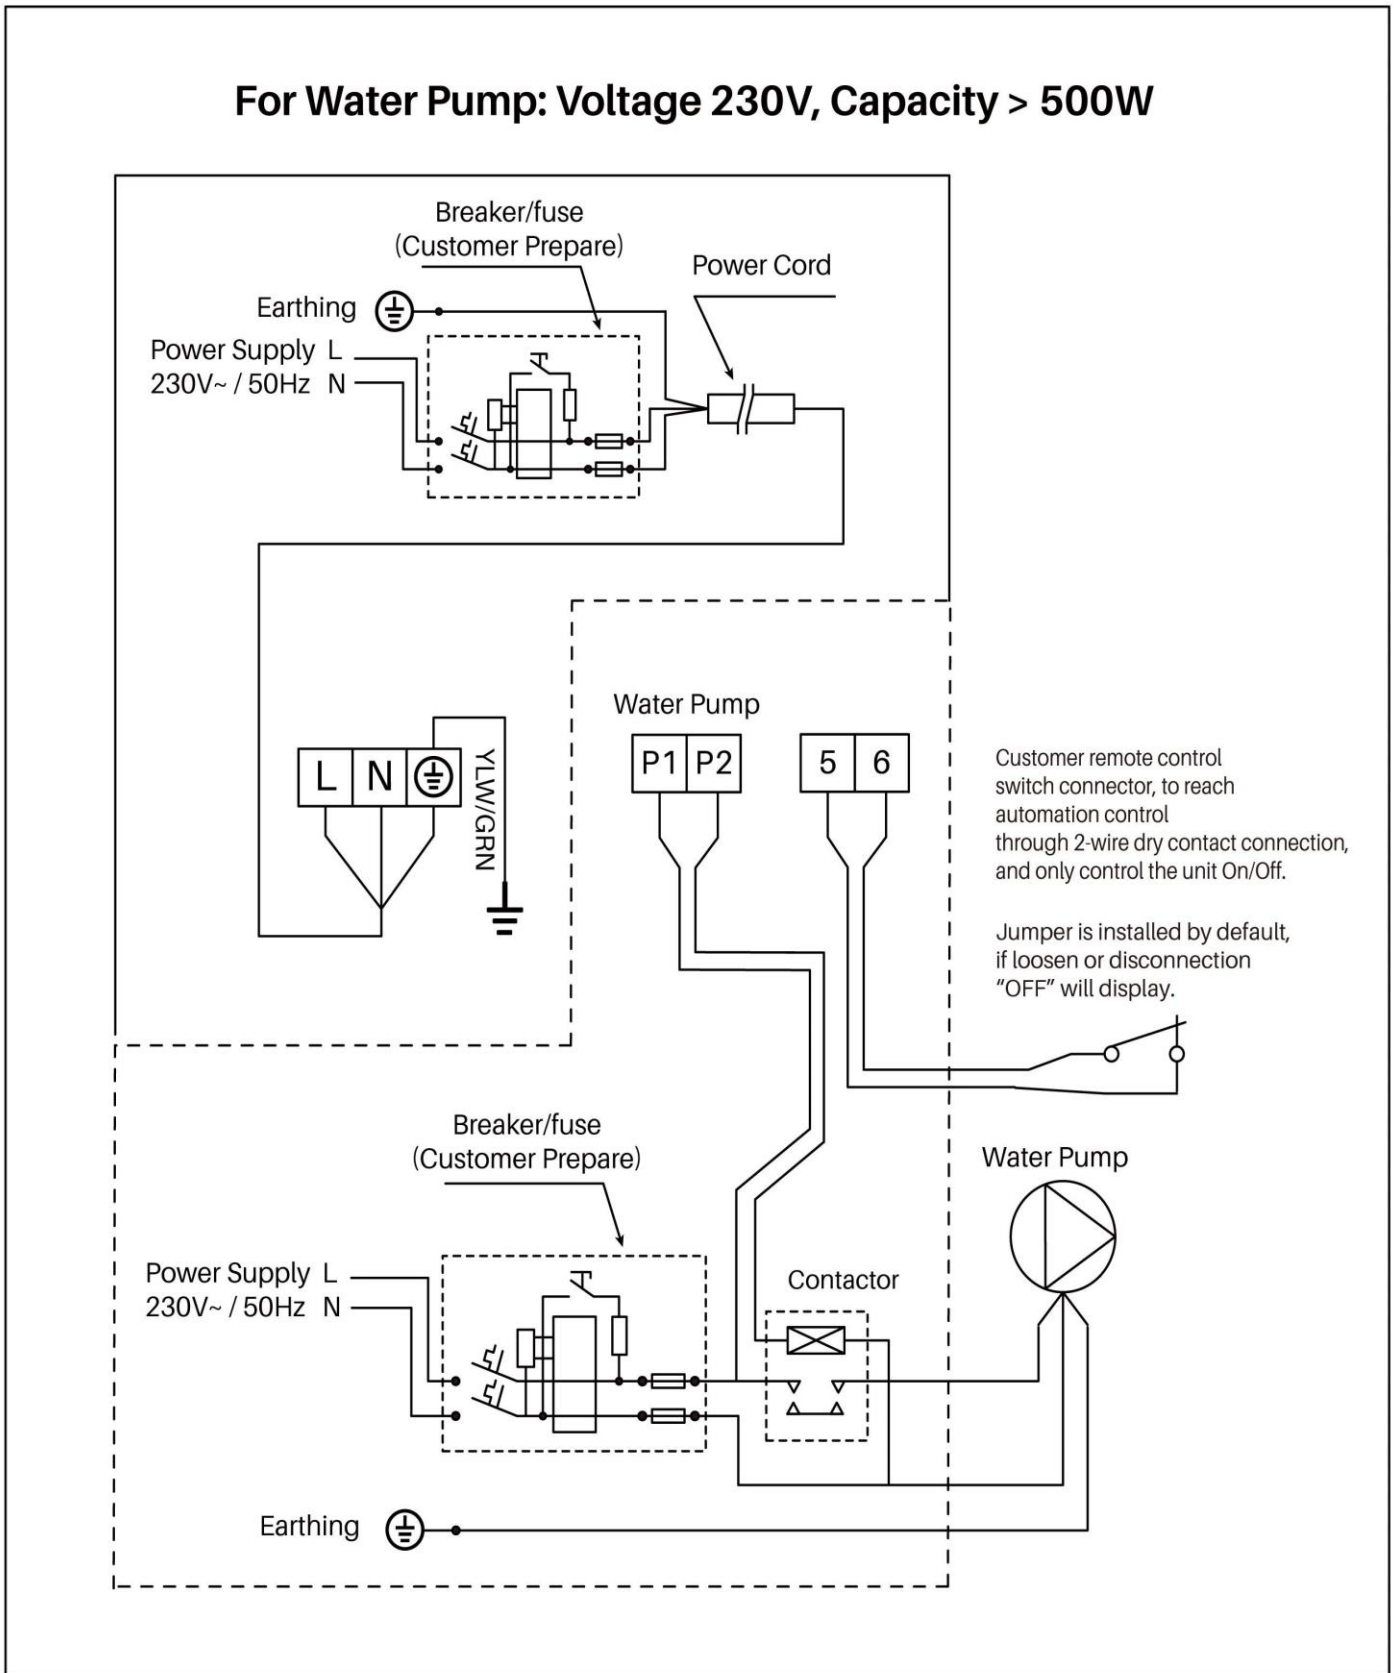 For Water Pump: Voltage 230V, Capacity > 500W
Breaker/fuse
(Customer Prepare)
Power Cord
Earthing
Power Supply L
230V~ / 50Hz N
Water Pump
L N
YLW/GRN
P1 P2
5 6
Customer remote control
switch connector, to reach
automation control
through 2-wire dry contact connection,
and only control the unit On/Off.
Jumper is installed by default,
if loosen or disconnection
"OFF" will display.
Breaker/fuse
(Customer Prepare)
Water Pump
Power Supply L
230V~ / 50Hz N
Contactor
Earthing